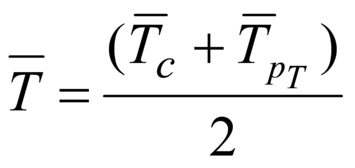 T̅ = (T̅_c + T̅_{p_T}) / 2